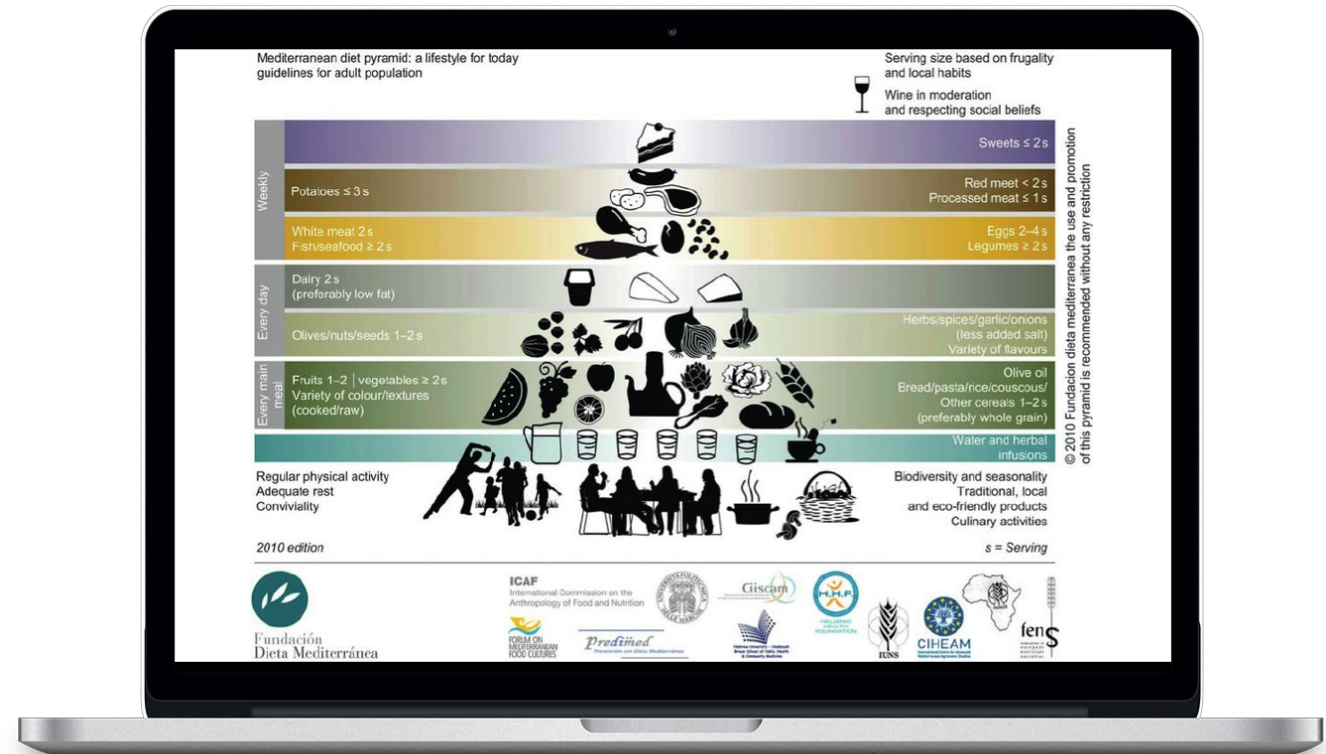 Mediterranean diet pyramid: a lifestyle for today
guidelines for adult population
Serving size based on frugality
and local habits
Wine in moderation
and respecting social beliefs
Weekly
Sweets ≤ 2 s
Potatoes ≤ 3 s
Red meet < 2 s
Processed meat ≤ 1 s
White meat 2 s
Fish/seafood ≥ 2 s
Eggs 2–4 s
Legumes ≥ 2 s
Every day
Dairy 2 s
(preferably low fat)
Olives/nuts/seeds 1–2 s
Herbs/spices/garlic/onions
(less added salt)
Variety of flavours
Every main
meal
Fruits 1–2 | vegetables ≥ 2 s
Variety of colour/textures
(cooked/raw)
Olive oil
Bread/pasta/rice/couscous/
Other cereals 1–2 s
(preferably whole grain)
Water and herbal
infusions
© 2010 Fundacion dieta mediterranea the use and promotion
of this pyramid is recommended without any restriction
Regular physical activity
Adequate rest
Conviviality
Biodiversity and seasonality
Traditional, local
and eco-friendly products
Culinary activities
2010 edition
s = Serving
Fundación
Dieta Mediterránea
ICAF
International Commission on the
Anthropology of Food and Nutrition
FORUM ON
MEDITERRANEAN
FOOD CULTURES
Predimed
Prevención con Dieta Mediterránea
Ciiscam
H.H.F.
HELLENIC
FOUNDATION
IUNS
CIHEAM
fens